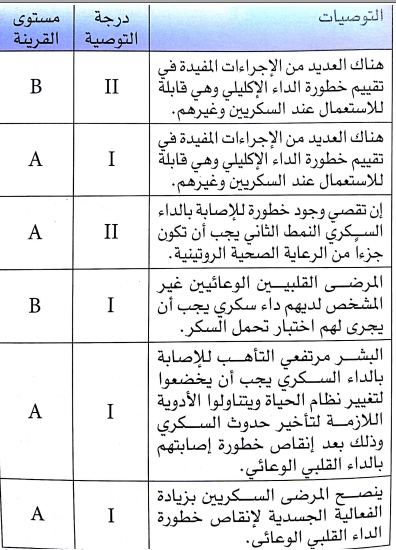 التوصيات درجة التوصية مستوى القرينة
هناك العديد من الإجراءات المفيدة في
تقييم خطورة الداء الإكليلي وهي قابلة
للاستعمال عند السكريين وغيرهم.
II
B
هناك العديد من الإجراءات المفيدة في
تقييم خطورة الداء الإكليلي وهي قابلة
للاستعمال عند السكريين وغيرهم.
I
A
إن تقصي وجود خطورة للإصابة بالداء
السكري النمط الثاني يجب أن تكون
جزءاً من الرعاية الصحية الروتينية.
II
A
المرضى القلبيين الوعائيين غير
المشخص لديهم داء سكري يجب أن
يجرى لهم اختبار تحمل السكر.
I
B
البشر مرتفعي التأهب للإصابة
بالداء السكري يجب أن يخضعوا
لتغيير نظام الحياة ويتناولوا الأدوية
اللازمة لتأخير حدوث السكري
وذلك بعد إنقاص خطورة إصابتهم
بالداء القلبي الوعائي.
I
A
ينصح المرضى السكريين بزيادة
الفعالية الجسدية لإنقاص خطورة
الداء القلبي الوعائي.
I
A